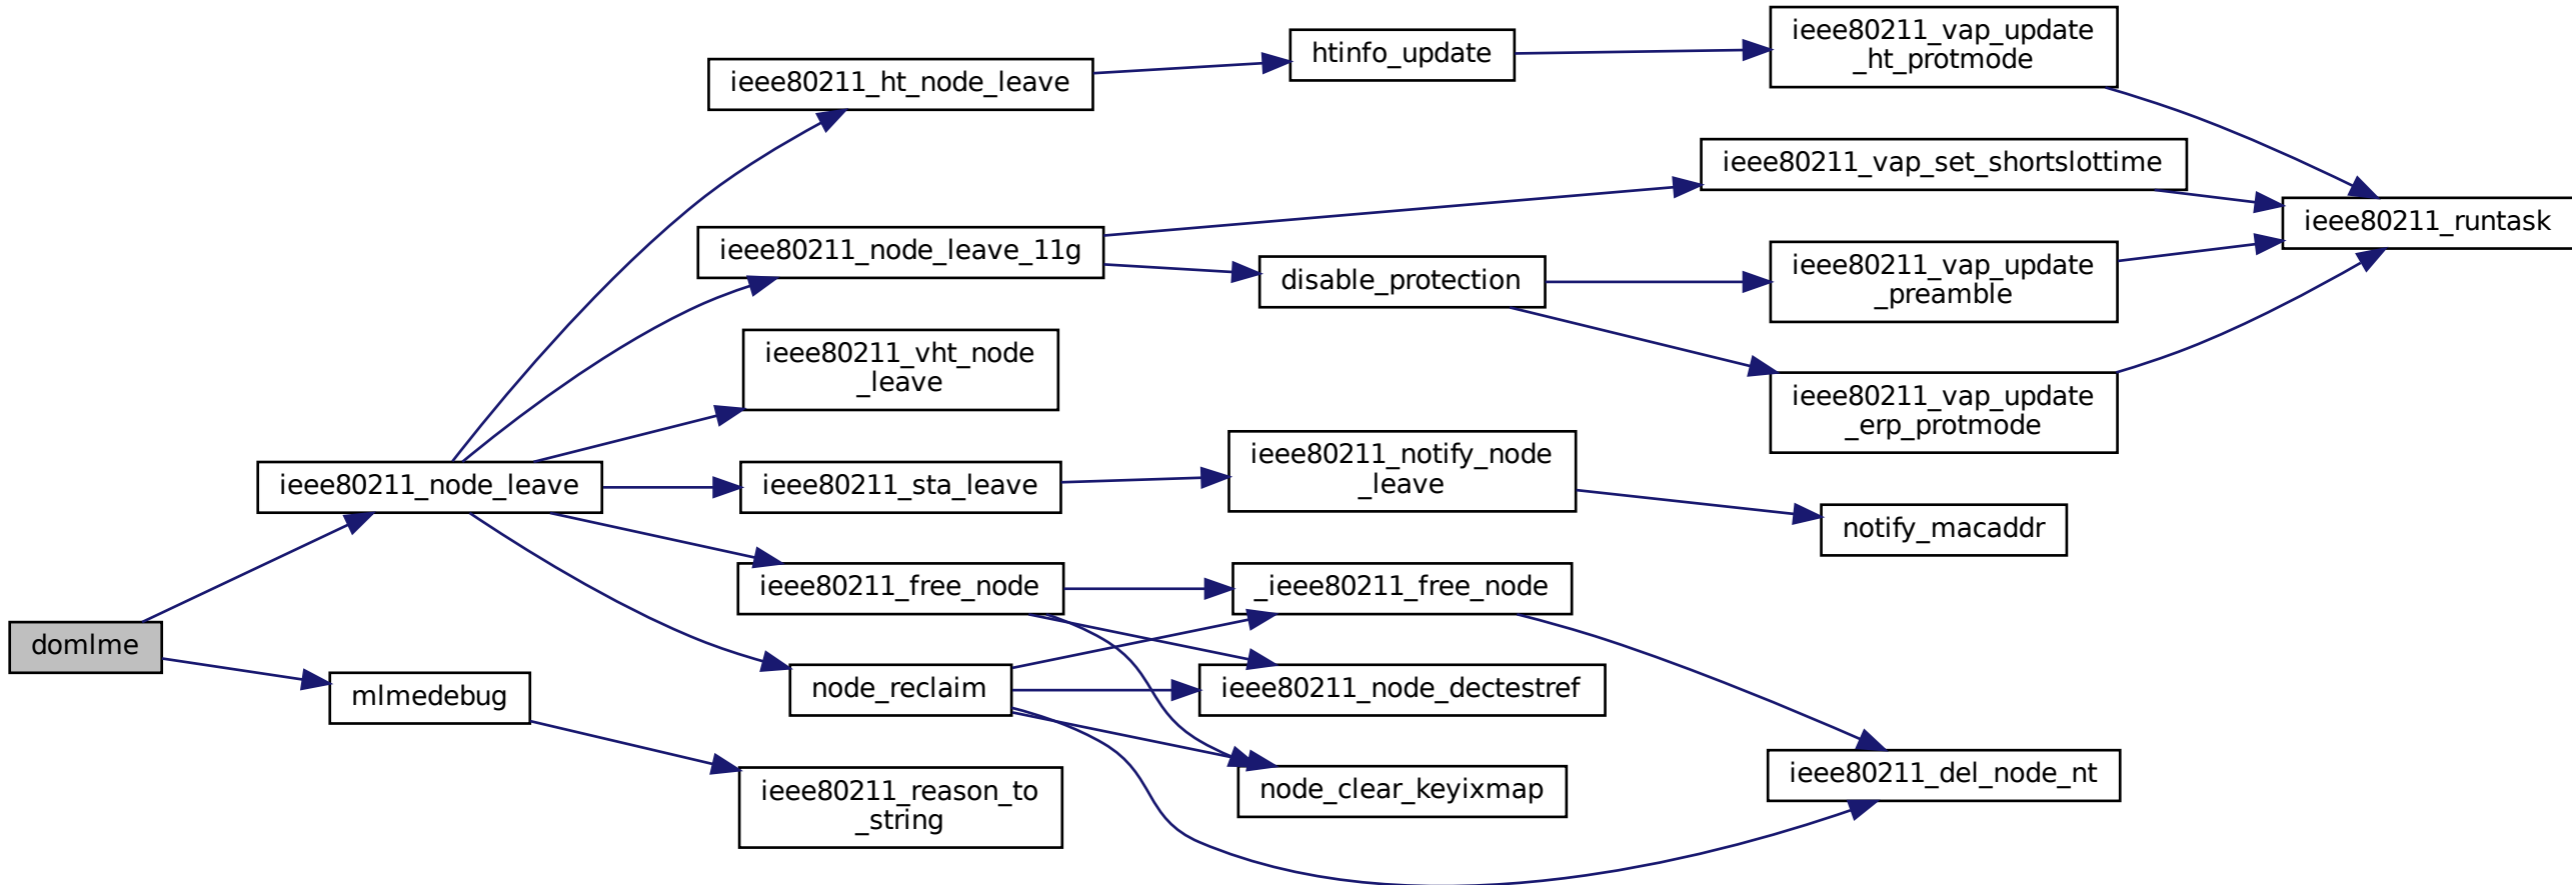 ieee80211_vap_update
_ht_protmode
htinfo_update
ieee80211_ht_node_leave
ieee80211_vap_set_shortslottime
ieee80211_runtask
ieee80211_node_leave_11g
disable_protection
ieee80211_vap_update
_preamble
ieee80211_vht_node
_leave
ieee80211_vap_update
_erp_protmode
ieee80211_node_leave
ieee80211_sta_leave
ieee80211_notify_node
_leave
notify_macaddr
ieee80211_free_node
_ieee80211_free_node
domlme
mlmedebug
node_reclaim
ieee80211_node_dectestref
ieee80211_del_node_nt
node_clear_keyixmap
ieee80211_reason_to
_string